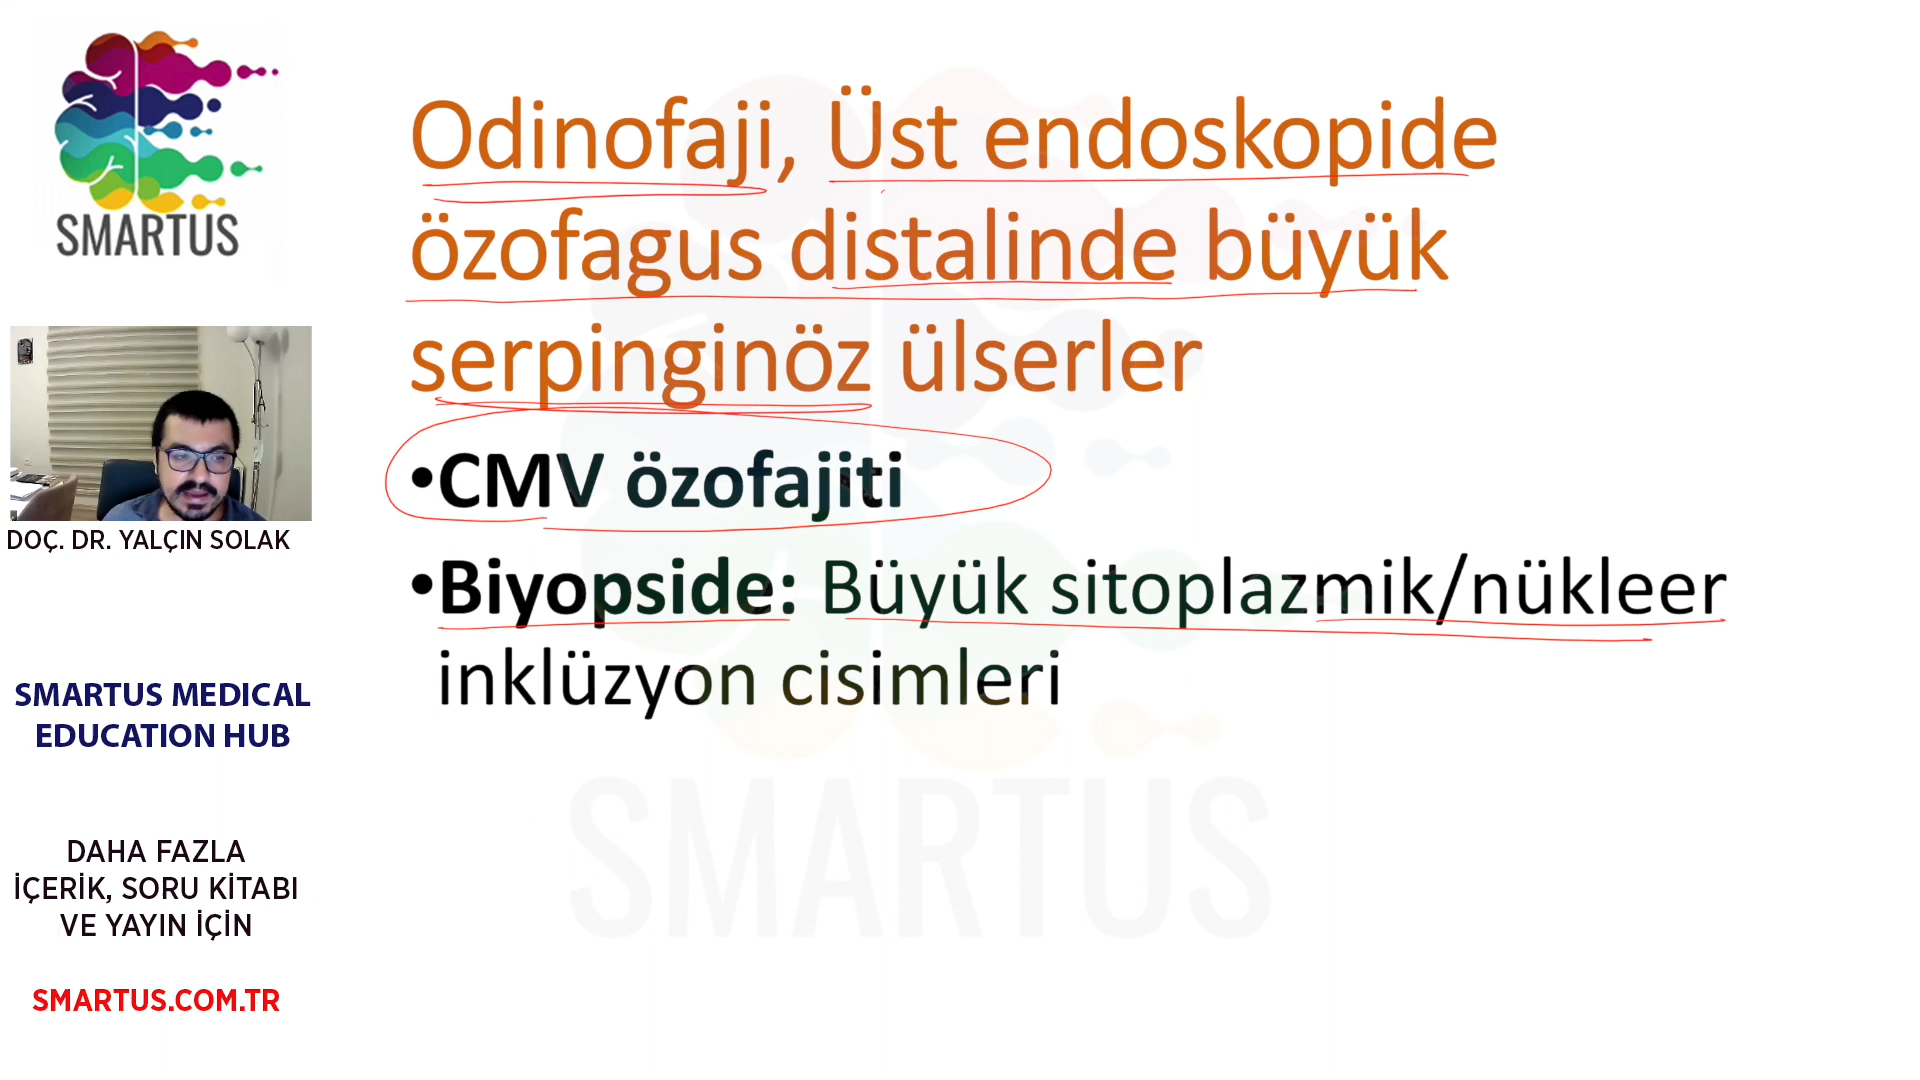 SMARTUS
DOÇ. DR. YALÇIN SOLAK
SMARTUS MEDICAL
EDUCATION HUB
DAHA FAZLA
İÇERİK, SORU KİTABI
VE YAYIN İÇİN
SMARTUS.COM.TR
Odinofaji, Üst endoskopide
özofagus distalinde büyük
serpinginöz ülserler
•CMV özofajiti
•Biyopside: Büyük sitoplazmik/nükleer
inklüzyon cisimleri
SMARTUS